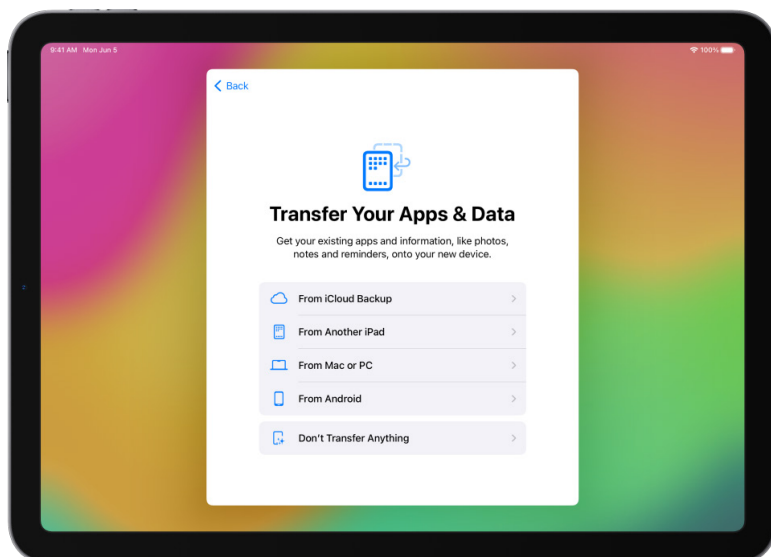 9:41 AM Mon Jun 5
100%
Back
Transfer Your Apps & Data
Get your existing apps and information, like photos,
notes and reminders, onto your new device.
From iCloud Backup
From Another iPad
From Mac or PC
From Android
Don't Transfer Anything